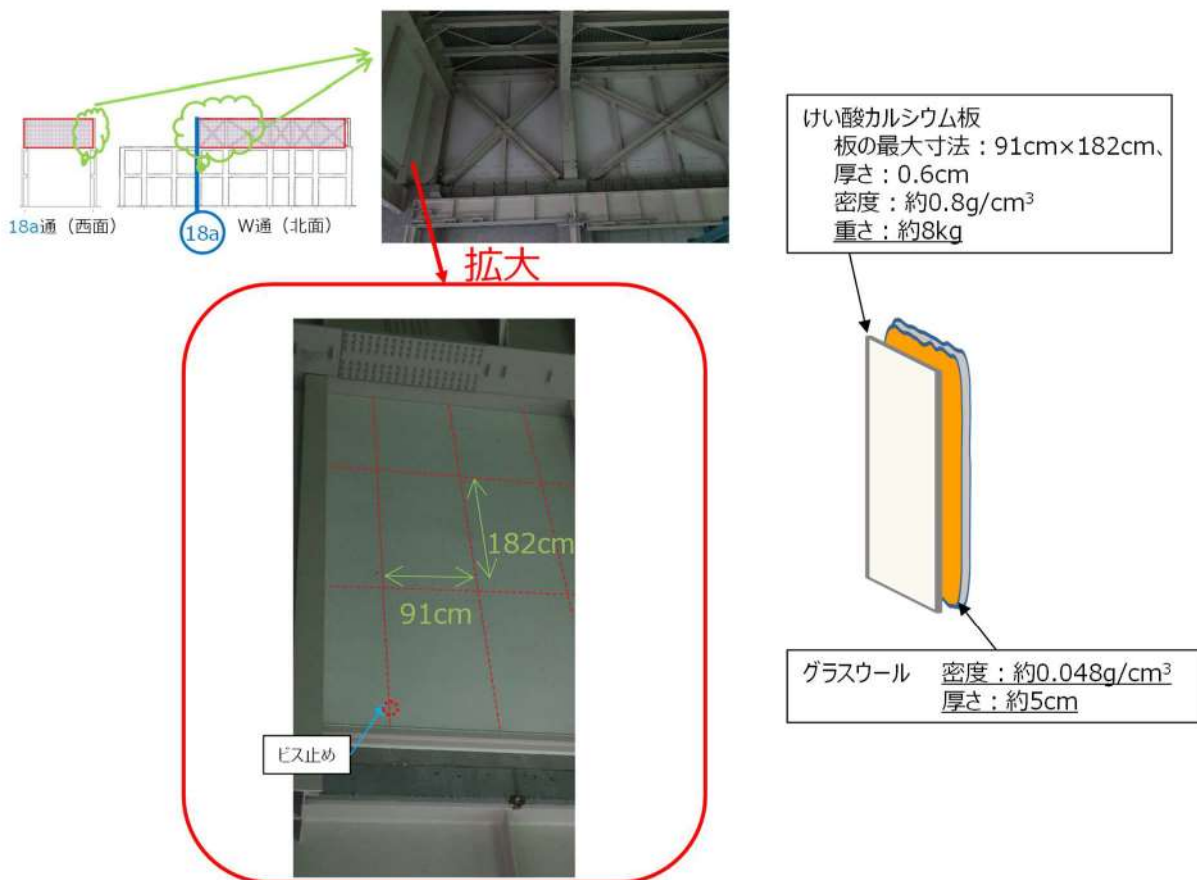 18a通（西面）
18a
W通（北面）
拡大
182cm
91cm
ビス止め
けい酸カルシウム板
板の最大寸法：91cm×182cm、
厚さ：0.6cm
密度：約0.8g/cm³
重さ：約8kg
グラスウール 密度：約0.048g/cm³
厚さ：約5cm